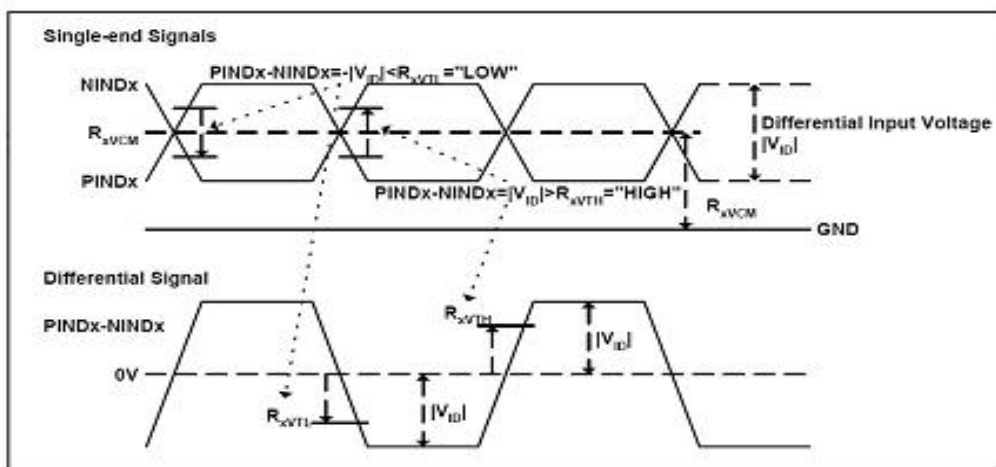 Single-end Signals
PINDx-NINDx=-|VID|<RxVTL="LOW"
NINDx
RxVCM
Differential Input Voltage
|VID|
PINDx
PINDx-NINDx=|VID|>RxVTH="HIGH"
RxVCM
GND
Differential Signal
RxVTH
PINDx-NINDx
|VID|
0V
RxVTL
|VID|